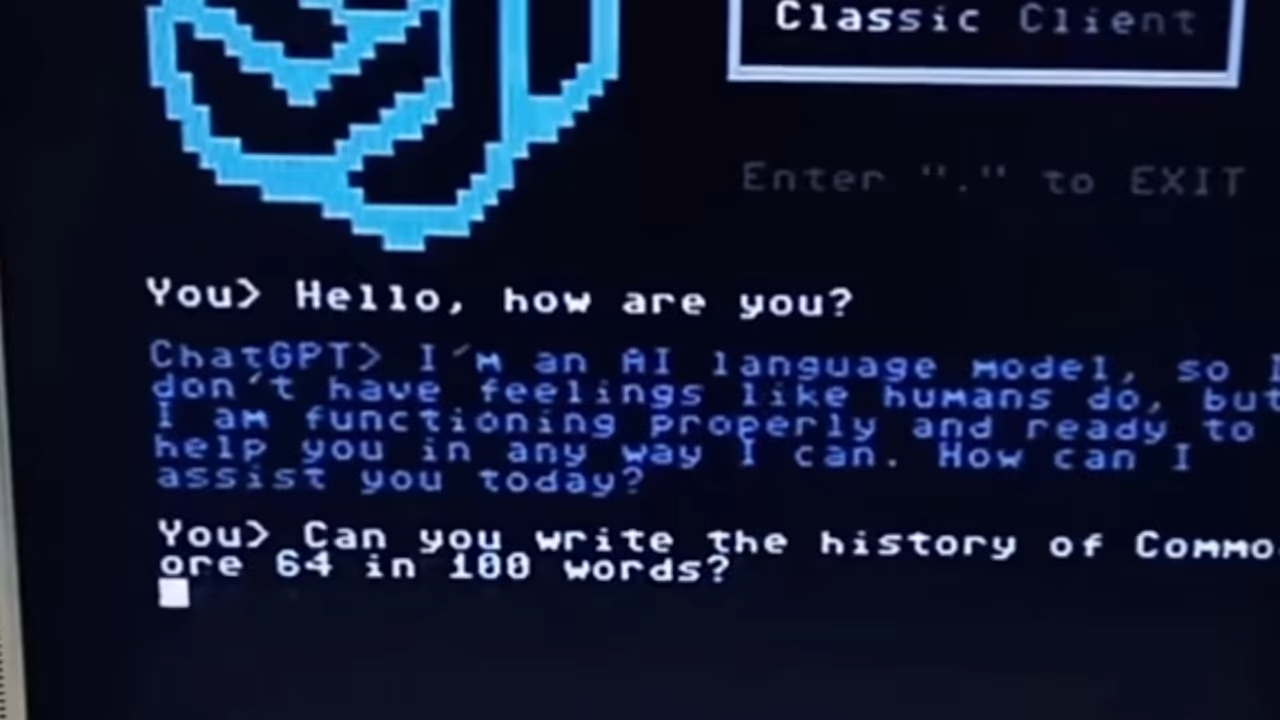 Classic Client
Enter "." to EXIT
You> Hello, how are you?
ChatGPT> I'm an AI language model, so I
don't have feelings like humans do, but
I am functioning properly and ready to
help you in any way I can. How can I
assist you today?
You> Can you write the history of Commo
ore 64 in 100 words?